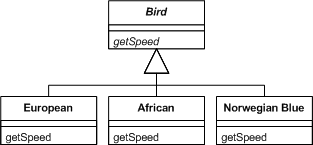 Bird
getSpeed
European
African
Norwegian Blue
getSpeed
getSpeed
getSpeed